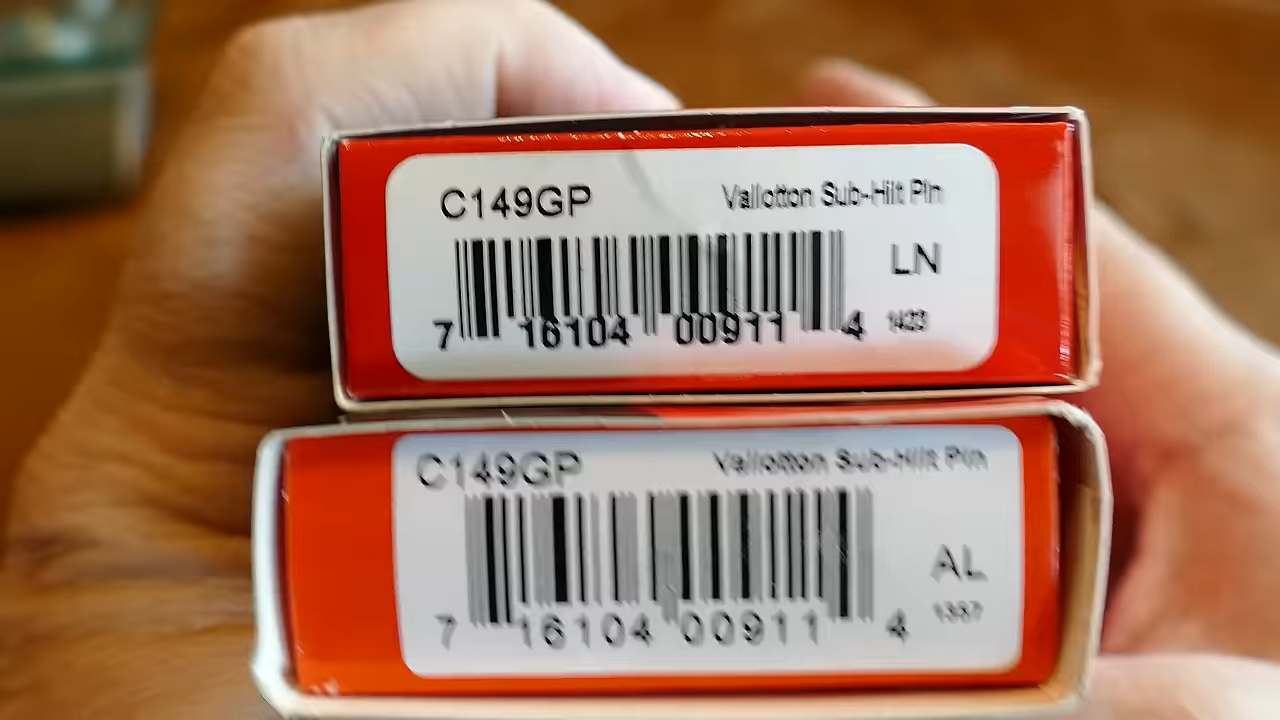 C149GP Vallotton Sub-Hilt Pin
LN
7 16104 00911 4 1423
C149GP Vallotton Sub-Hilt Pin
AL
7 16104 00911 4